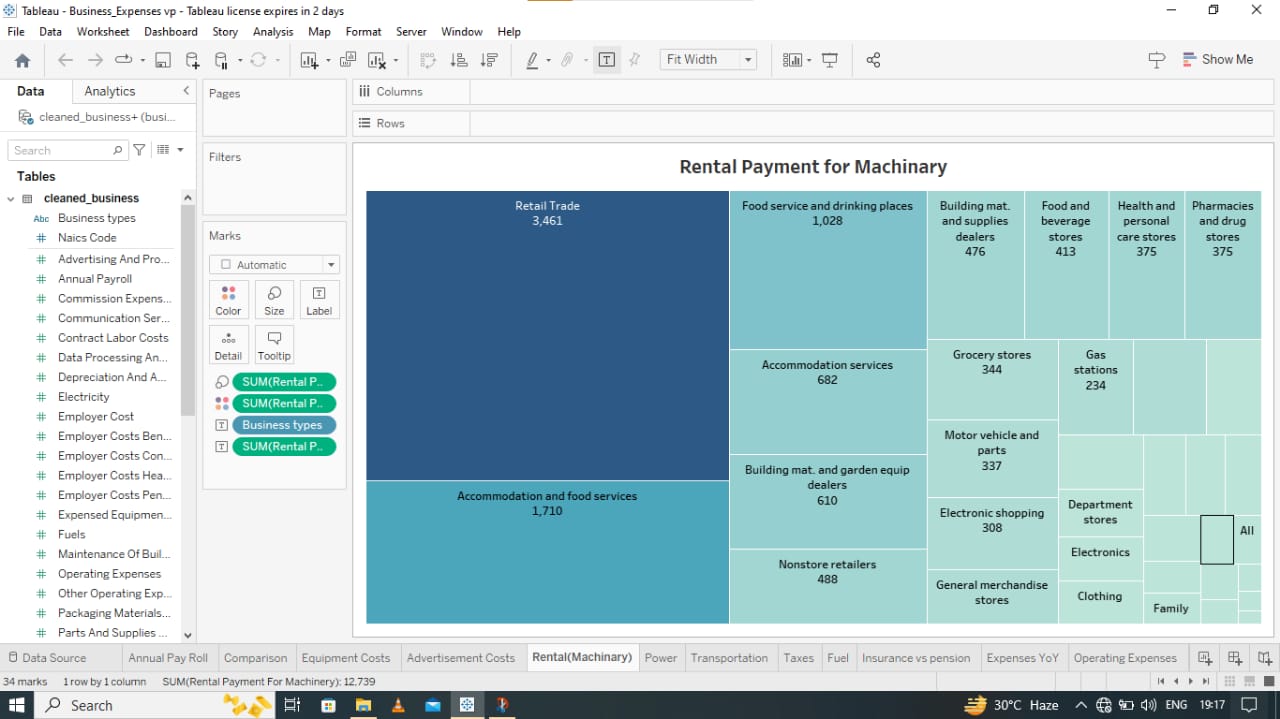 Tableau - Business_Expenses vp - Tableau license expires in 2 days
File Data Worksheet Dashboard Story Analysis Map Format Server Window Help
Fit Width
Show Me
Data Analytics
cleaned_business+ (busi...
Search
Tables
cleaned_business
Abc Business types
# Naics Code
# Advertising And Pro...
# Annual Payroll
# Commission Expens...
# Communication Ser...
# Contract Labor Costs
# Data Processing An...
# Depreciation And A...
# Electricity
# Employer Cost
# Employer Costs Ben...
# Employer Costs Con...
# Employer Costs Hea...
# Employer Costs Pen...
# Expensed Equipmen...
# Fuels
# Maintenance Of Buil...
# Operating Expenses
# Other Operating Exp...
# Packaging Materials...
# Parts And Supplies ...
Pages
Filters
Marks
Automatic
Color Size Label
Detail Tooltip
SUM(Rental P..
SUM(Rental P..
Business types
SUM(Rental P..
Columns
Rows
Rental Payment for Machinary
Retail Trade
3,461
Accommodation and food services
1,710
Food service and drinking places
1,028
Accommodation services
682
Building mat. and garden equip
dealers
610
Nonstore retailers
488
Building mat.
and supplies
dealers
476
Food and
beverage
stores
413
Health and
personal
care stores
375
Pharmacies
and drug
stores
375
Grocery stores
344
Motor vehicle and
parts
337
Electronic shopping
308
General merchandise
stores
Gas
stations
234
Department
stores
Electronics
Clothing
Family
All
Data Source Annual Pay Roll Comparison Equipment Costs Advertisement Costs Rental(Machinary) Power Transportation Taxes Fuel Insurance vs pension Expenses YoY Operating Expenses
34 marks 1 row by 1 column SUM(Rental Payment For Machinery): 12,739
Search
30°C Haze ENG 19:17